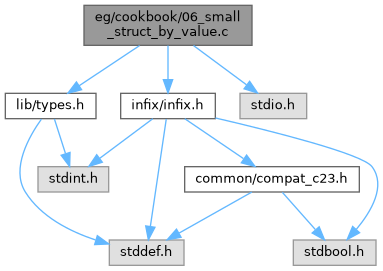 eg/cookbook/06_small
_struct_by_value.c
lib/types.h
infix/infix.h
stdio.h
stdint.h
common/compat_c23.h
stddef.h
stdbool.h